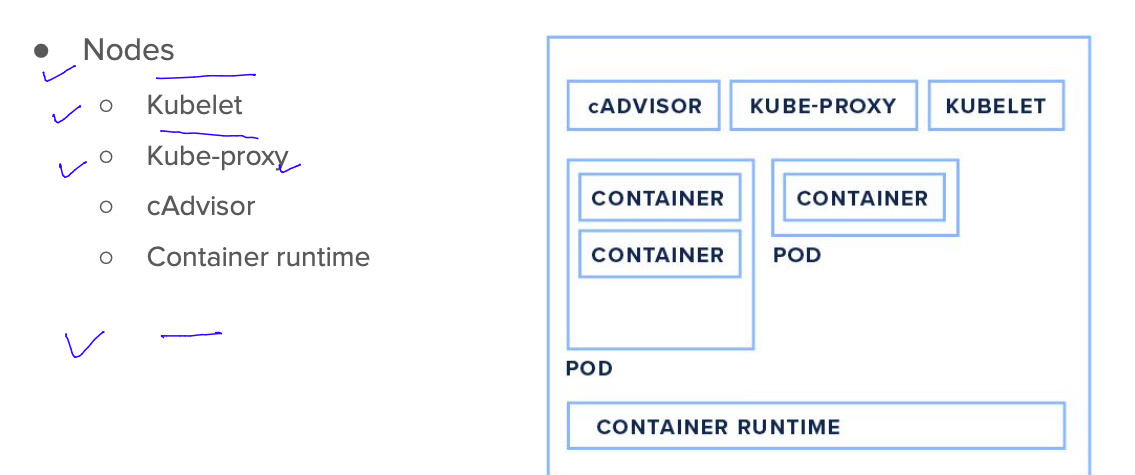 Nodes
Kubelet
Kube-proxy
cAdvisor
Container runtime
cADVISOR
KUBE-PROXY
KUBELET
CONTAINER
CONTAINER
CONTAINER
POD
POD
CONTAINER RUNTIME